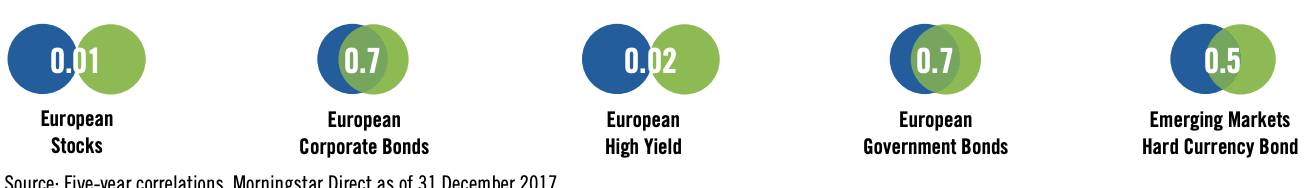 0.01
0.7
0.02
0.7
0.5
European
Stocks
European
Corporate Bonds
European
High Yield
European
Government Bonds
Emerging Markets
Hard Currency Bond
Source: Five-year correlations, Morningstar Direct as of 31 December 2017